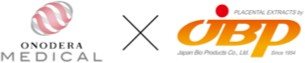 ONODERA
MEDICAL
PLACENTAL EXTRACTS by
JBP
Japan Bio Products Co., Ltd. Since 1954